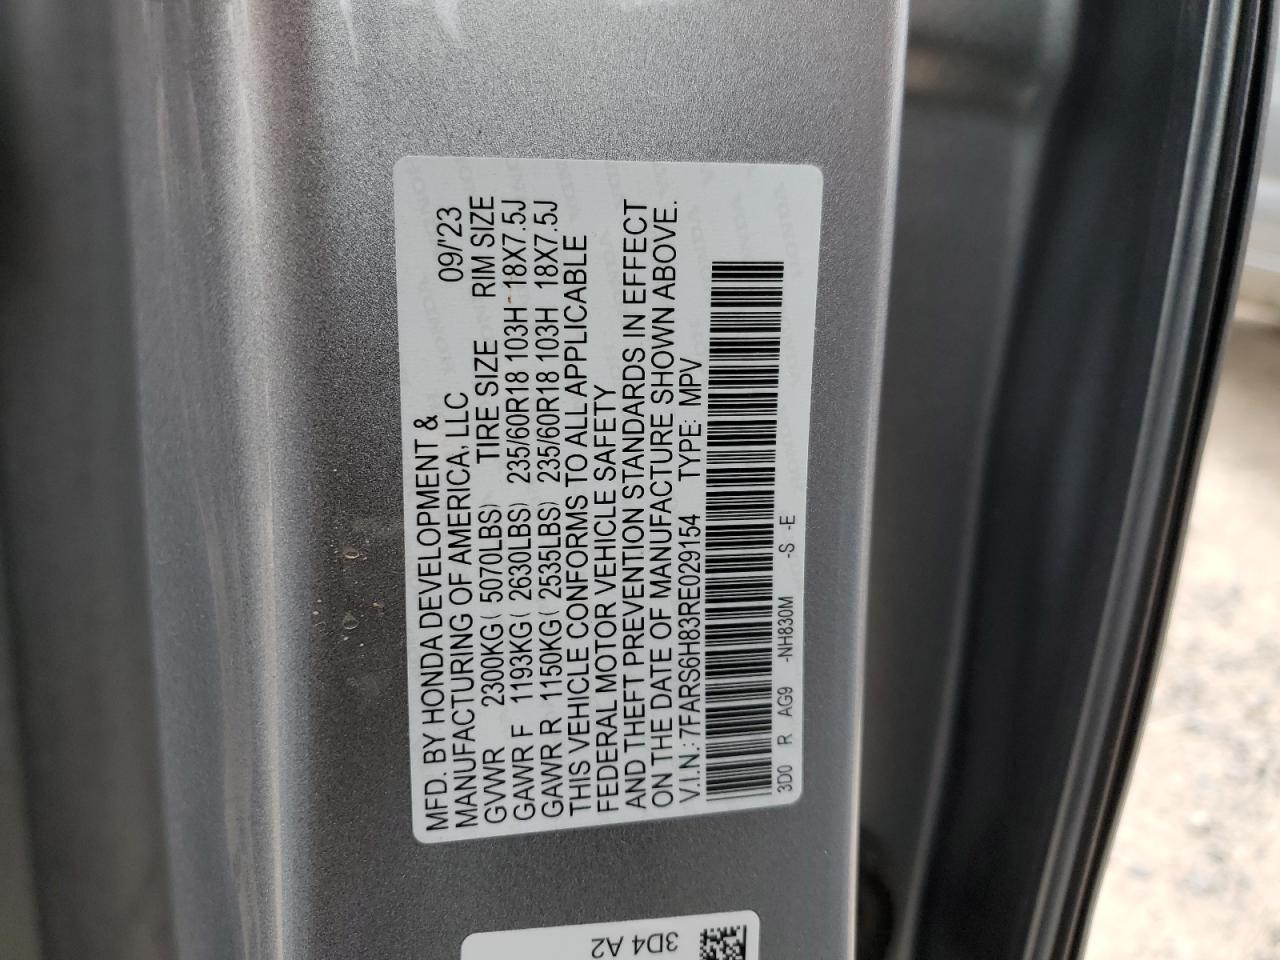 MFD. BY HONDA DEVELOPMENT &
MANUFACTURING OF AMERICA, LLC 09/'23
GVWR 2300KG( 5070LBS) TIRE SIZE RIM SIZE
GAWR F 1193KG( 2630LBS) 235/60R18 103H 18X7.5J
GAWR R 1150KG( 2535LBS) 235/60R18 103H 18X7.5J
THIS VEHICLE CONFORMS TO ALL APPLICABLE
FEDERAL MOTOR VEHICLE SAFETY
AND THEFT PREVENTION STANDARDS IN EFFECT
ON THE DATE OF MANUFACTURE SHOWN ABOVE.
V.I.N.: 7FARS6H83RE029154 TYPE: MPV
3D0 R AG9 -NH830M -S -E
3D4 A2